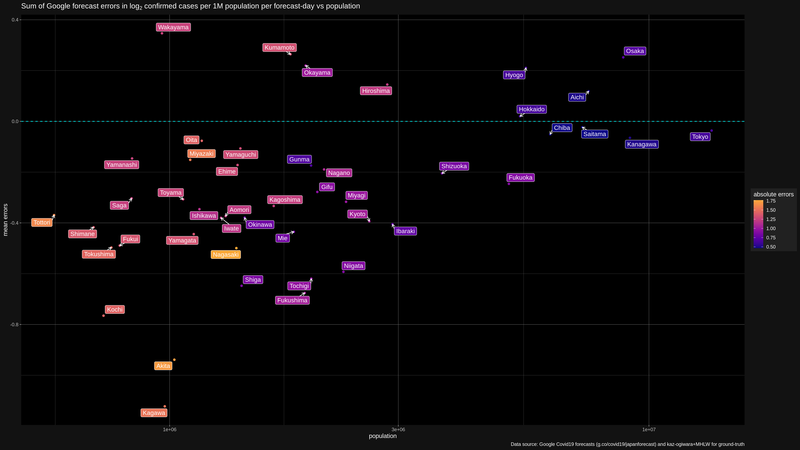 Sum of Google forecast errors in log2 confirmed cases per 1M population per forecast-day vs population
0.4
Wakayama
Kumamoto
Osaka
Okayama
Hyogo
Hiroshima
Aichi
Hokkaido
0.0
Chiba
Saitama
Tokyo
Oita
Kanagawa
Miyazaki
Yamaguchi
Gunma
Yamanashi
Shizuoka
Ehime
Nagano
Fukuoka
Gifu
Toyama
Miyagi
Kagoshima
Saga
Aomori
Kyoto
Ishikawa
Tottori
-0.4
Okinawa
Iwate
Ibaraki
Shimane
Mie
Fukui
Yamagata
Tokushima
Nagasaki
Niigata
Shiga
Tochigi
Fukushima
Kochi
-0.8
Akita
Kagawa
mean errors
absolute errors
1.75
1.50
1.25
1.00
0.75
0.50
1e+06
3e+06
1e+07
population
Data source: Google Covid19 forecasts (g.co/covid19/japanforecast) and kaz-ogiwara+MHLW for ground-truth